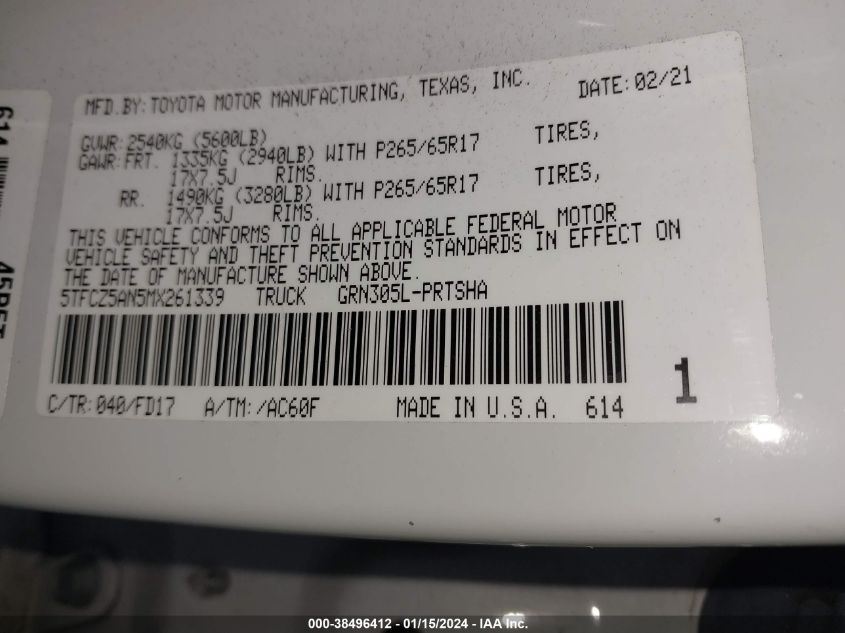 MFD.BY:TOYOTA MOTOR MANUFACTURING, TEXAS, INC. DATE:02/21
GVWR:2540KG (5600LB)
GAWR:FRT. 1335KG (2940LB) WITH P265/65R17 TIRES,
17X7.5J RIMS.
RR. 1490KG (3280LB) WITH P265/65R17 TIRES,
17X7.5J RIMS.
THIS VEHICLE CONFORMS TO ALL APPLICABLE FEDERAL MOTOR
VEHICLE SAFETY AND THEFT PREVENTION STANDARDS IN EFFECT ON
THE DATE OF MANUFACTURE SHOWN ABOVE.
5TFCZ5AN5MX261339 TRUCK GRN305L-PRTSHA
C/TR:040/FD17 A/TM:/AC60F MADE IN U.S.A. 614
1
614
000-38496412 - 01/15/2024 - IAA Inc.